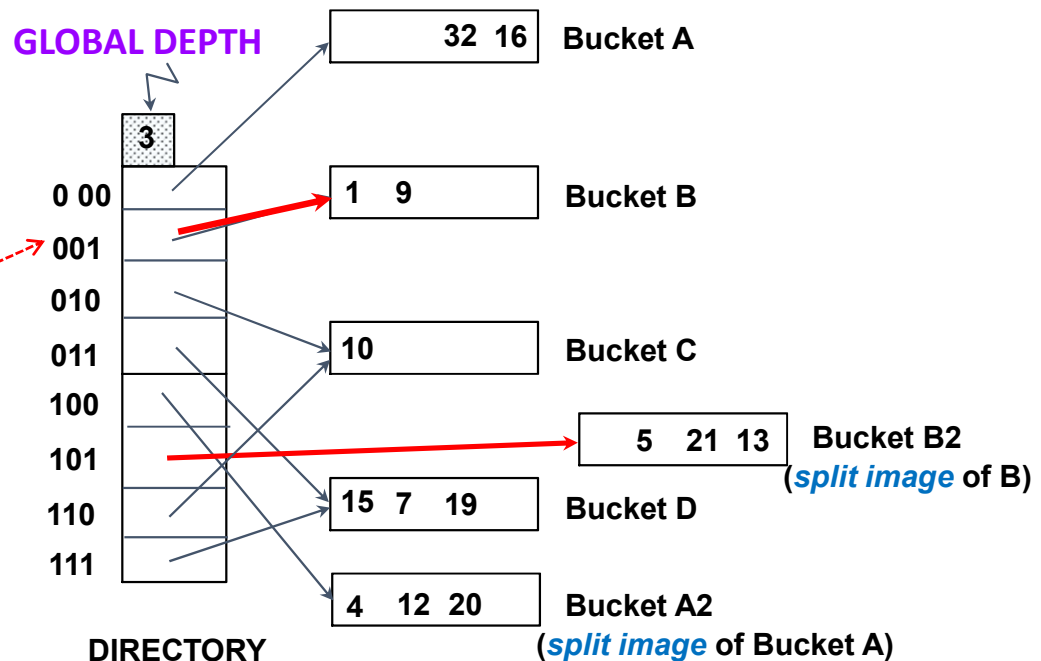 GLOBAL DEPTH
32 16 Bucket A
3
0 00
1 9 Bucket B
001
010
10 Bucket C
011
100
5 21 13 Bucket B2
(split image of B)
101
15 7 19 Bucket D
110
111
4 12 20 Bucket A2
(split image of Bucket A)
DIRECTORY